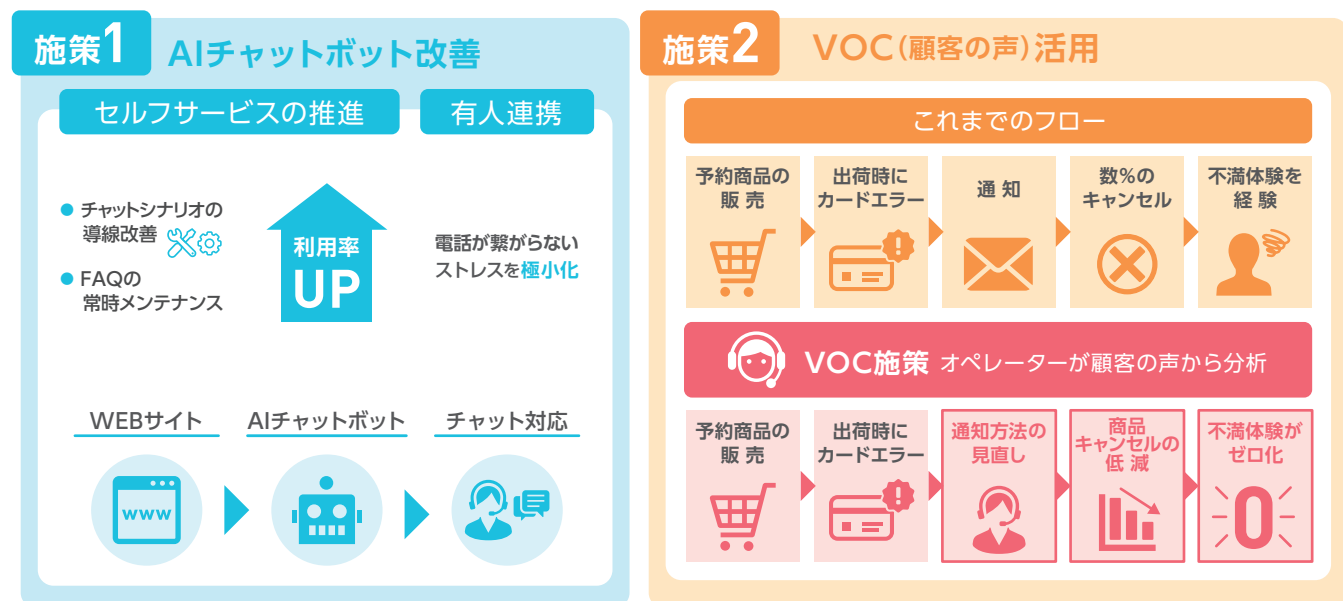 施策1
AIチャットボット改善
セルフサービスの推進
有人連携
● チャットシナリオの
導線改善
● FAQの
常時メンテナンス
利用率
UP
電話が繋がらない
ストレスを極小化
WEBサイト
AIチャットボット
チャット対応
www
施策2
VOC(顧客の声)活用
これまでのフロー
予約商品の
販 売
出荷時に
カードエラー
通 知
数%の
キャンセル
不満体験を
経 験
VOC施策 オペレーターが顧客の声から分析
予約商品の
販 売
出荷時に
カードエラー
通知方法の
見直し
商品
キャンセルの
低 減
不満体験が
ゼロ化
0